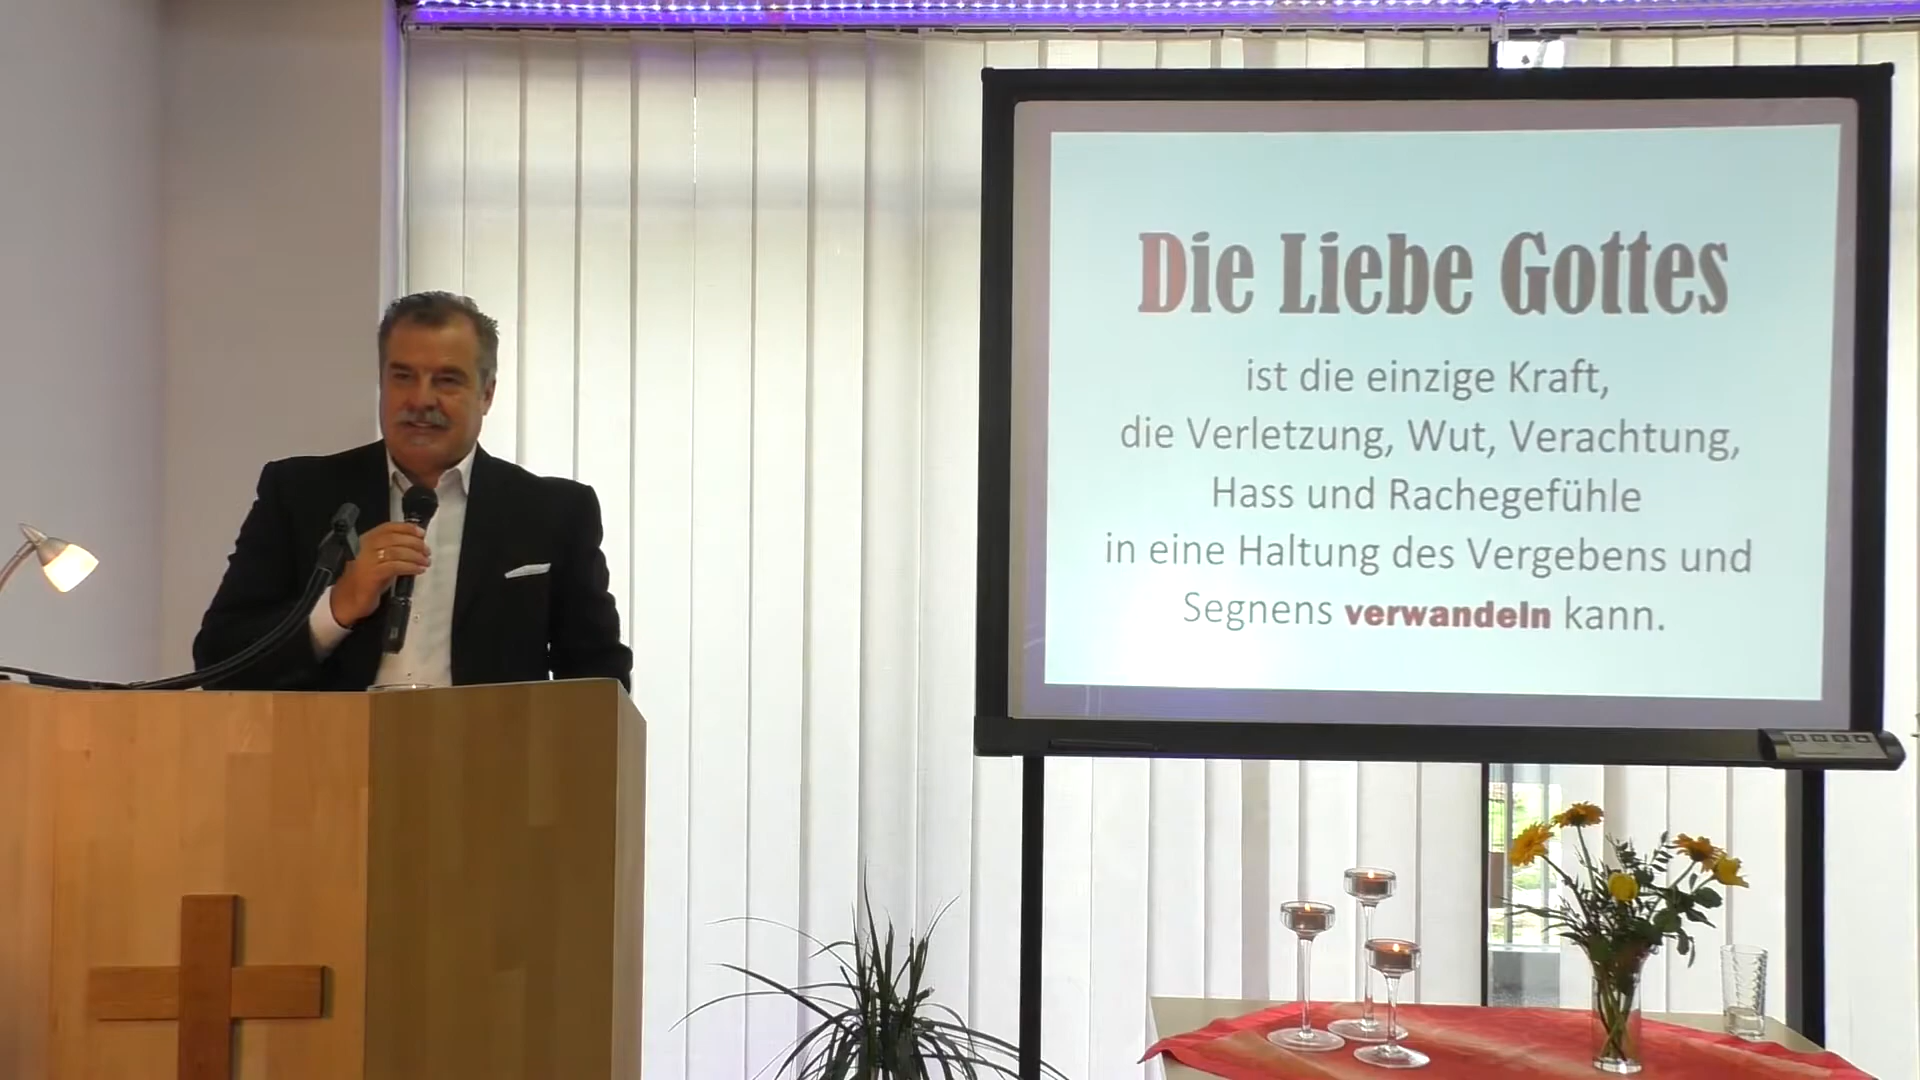 Die Liebe Gottes
ist die einzige Kraft,
die Verletzung, Wut, Verachtung,
Hass und Rachegefühle
in eine Haltung des Vergebens und
Segnens verwandeln kann.